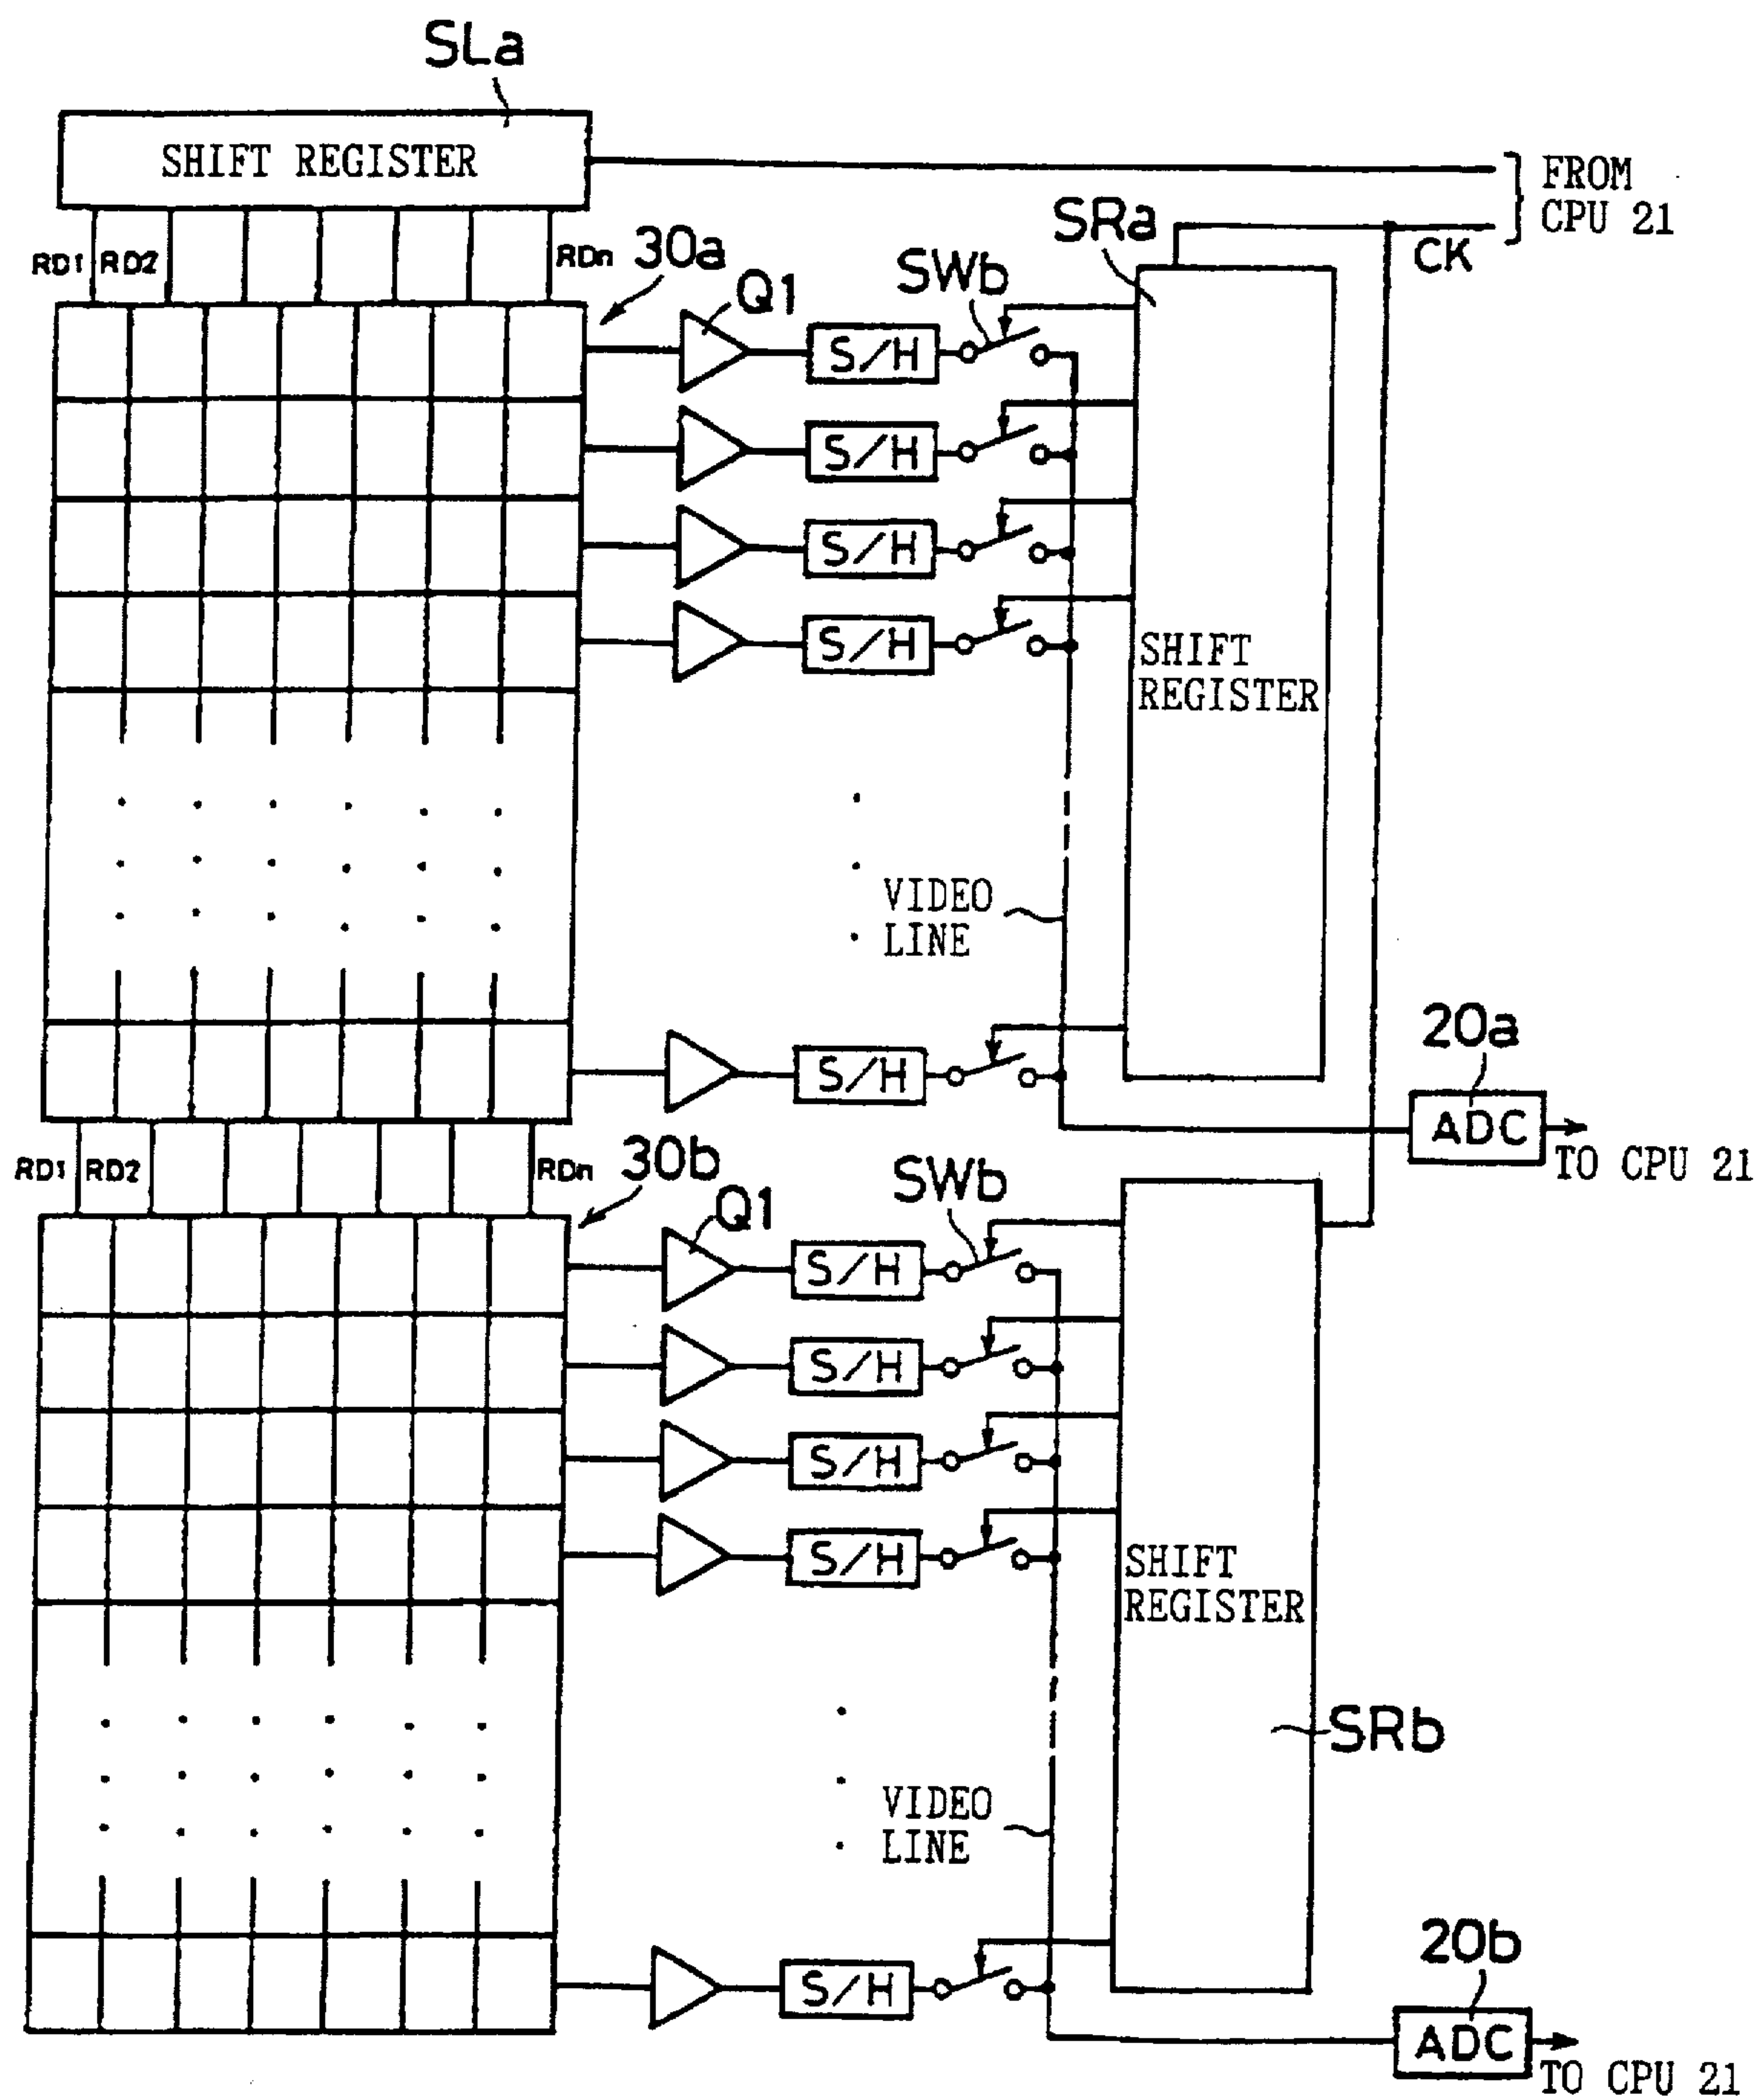 SLa
SHIFT REGISTER
FROM
CPU 21
CK
SRa
RD1 RD2 RDn
30a
Q1
SWb
S/H
S/H
S/H
S/H
SHIFT
REGISTER
VIDEO
LINE
S/H
20a
ADC
TO CPU 21
RD1 RD2 RDn
30b
Q1
SWb
S/H
S/H
S/H
S/H
SHIFT
REGISTER
SRb
VIDEO
LINE
S/H
20b
ADC
TO CPU 21